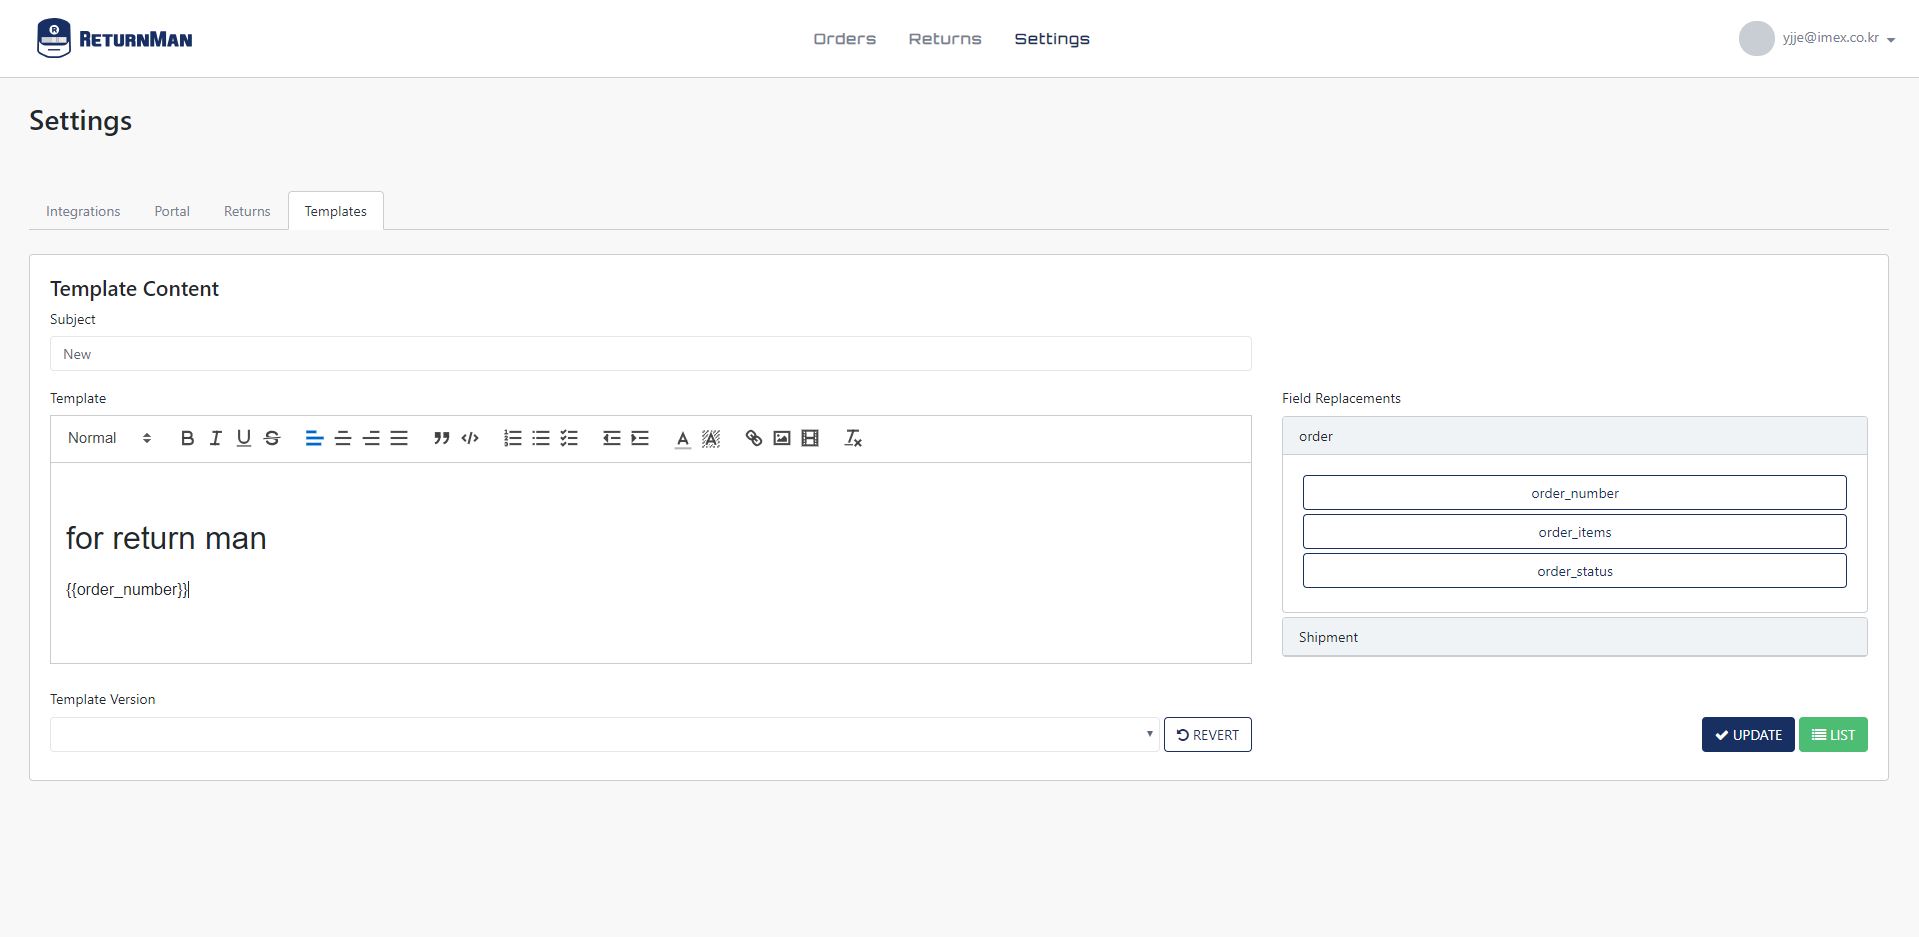 RETURNMAN
Orders Returns Settings
yjje@imex.co.kr
Settings
Integrations Portal Returns Templates
Template Content
Subject
New
Template
Field Replacements
Normal
order
order_number
order_items
order_status
for return man
{{order_number}}
Shipment
Template Version
REVERT
UPDATE
LIST